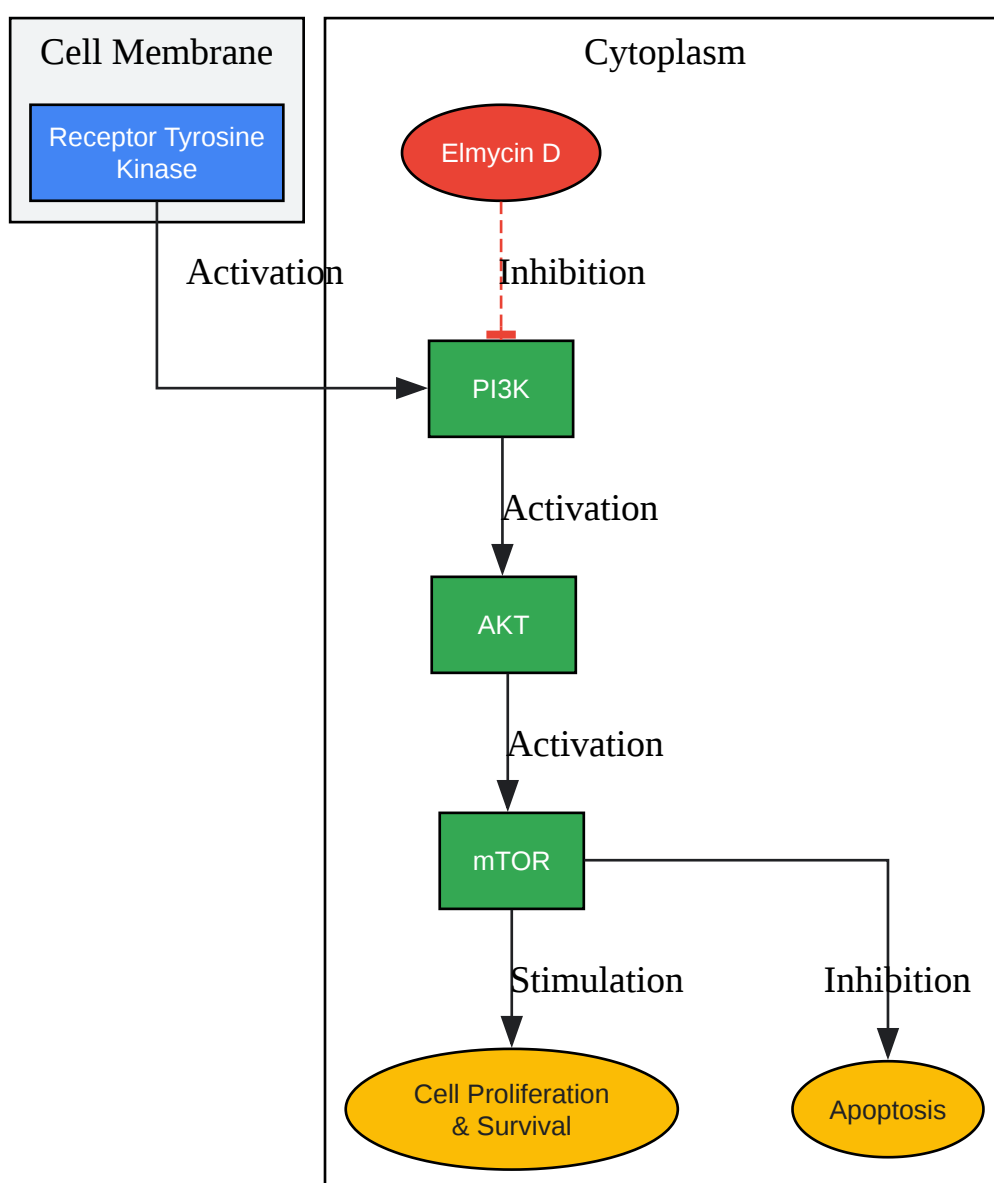 Cell Membrane
Cytoplasm
Receptor Tyrosine
Kinase
Elmycin D
Activation
Inhibition
PI3K
Activation
AKT
Activation
mTOR
Stimulation
Inhibition
Cell Proliferation
& Survival
Apoptosis